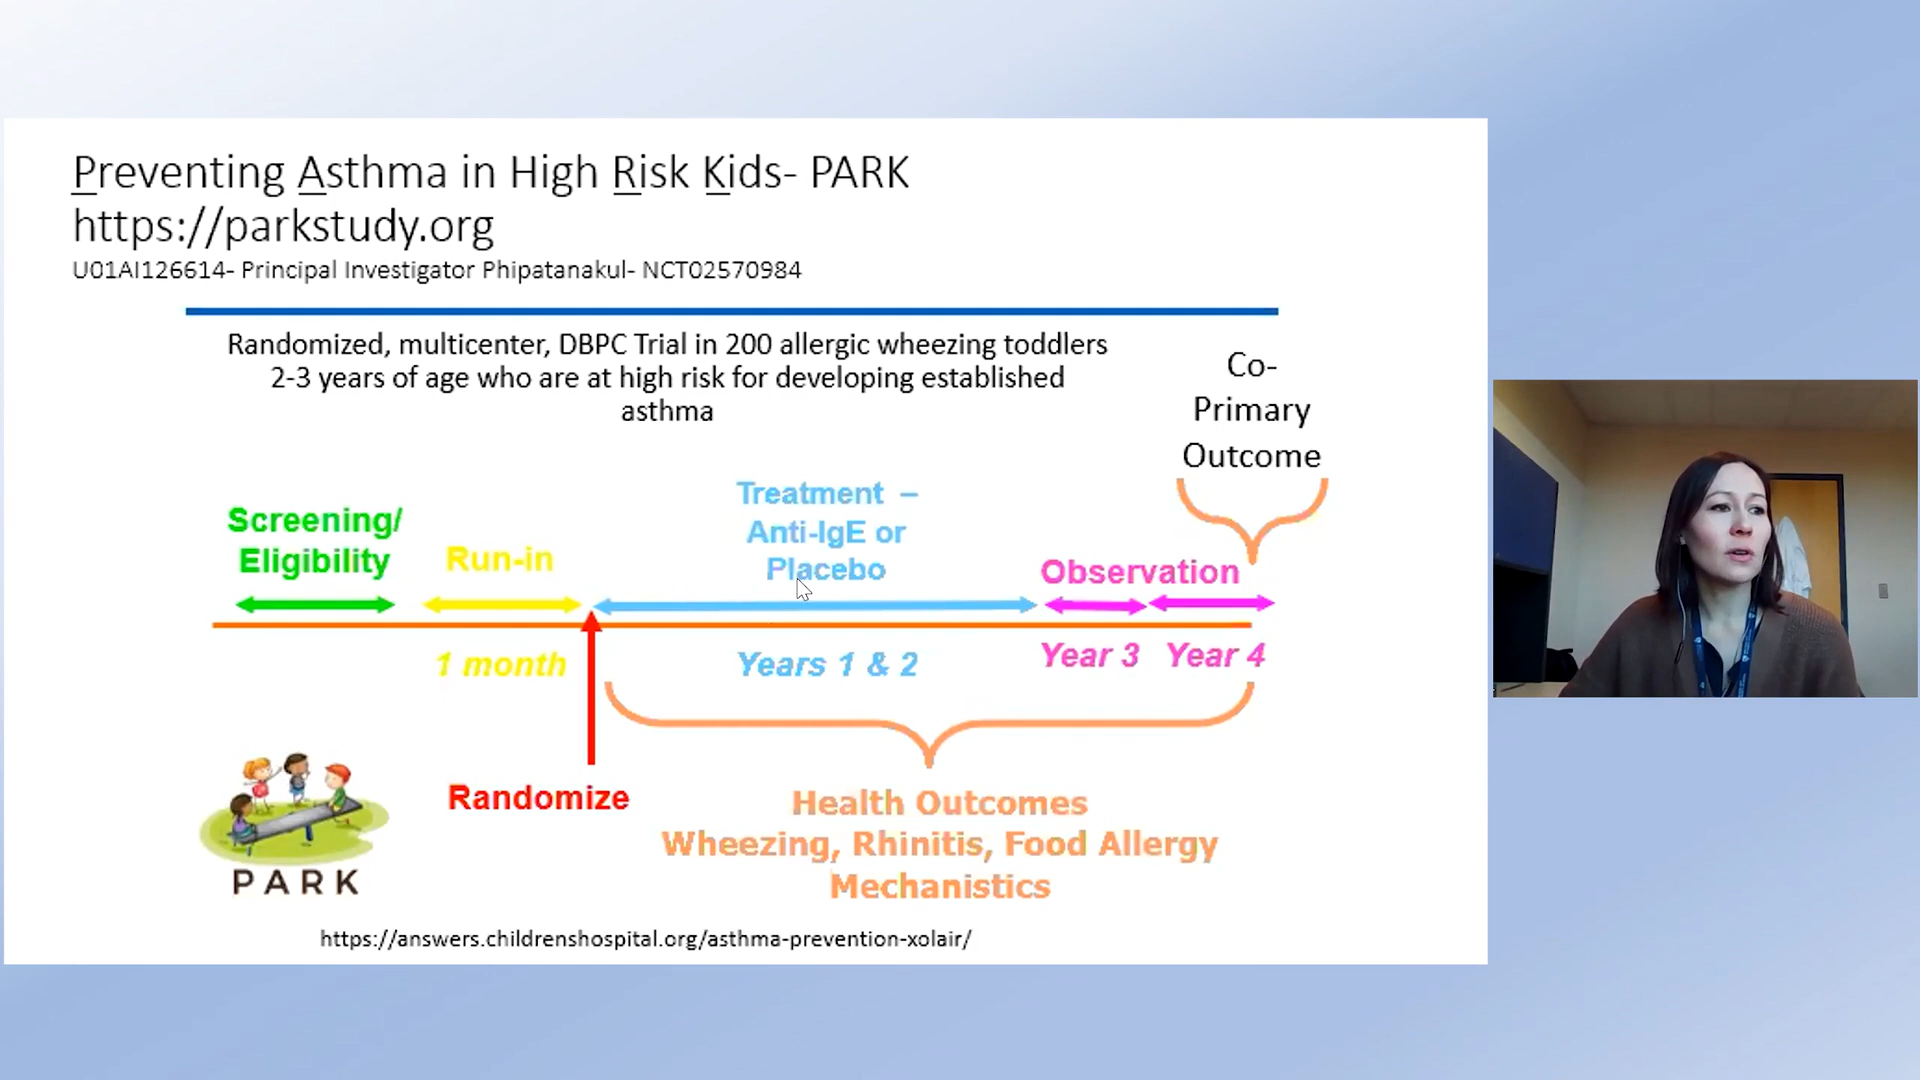 Preventing Asthma in High Risk Kids- PARK
https://parkstudy.org
U01AI126614- Principal Investigator Phipatanakul- NCT02570984
Randomized, multicenter, DBPC Trial in 200 allergic wheezing toddlers
2-3 years of age who are at high risk for developing established
asthma
Co-
Primary
Outcome
Screening/
Eligibility
Run-in
Treatment –
Anti-IgE or
Placebo
Observation
1 month
Years 1 & 2
Year 3
Year 4
Randomize
Health Outcomes
Wheezing, Rhinitis, Food Allergy
Mechanistics
PARK
https://answers.childrenshospital.org/asthma-prevention-xolair/